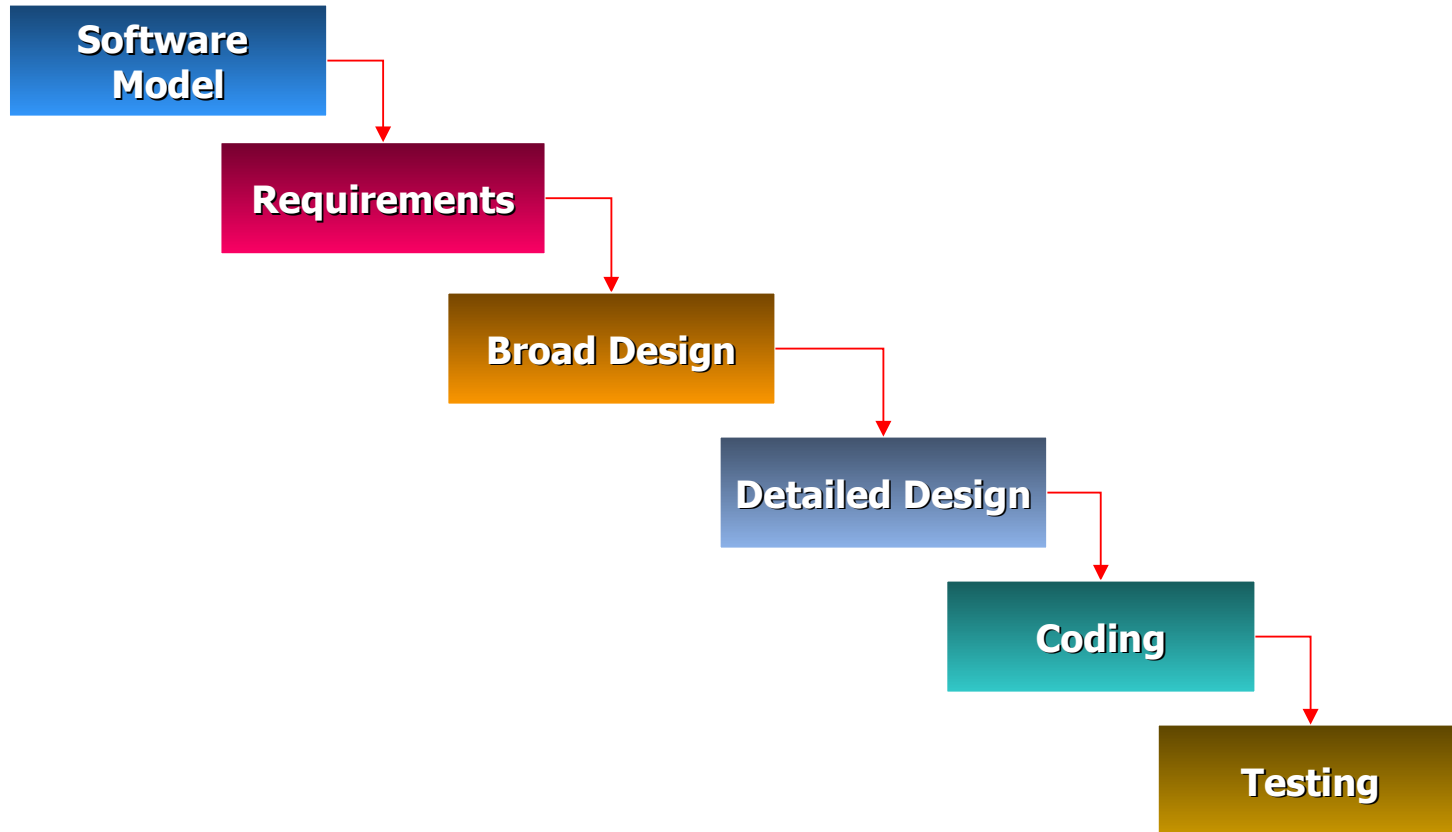 Software
Model
Requirements
Broad Design
Detailed Design
Coding
Testing